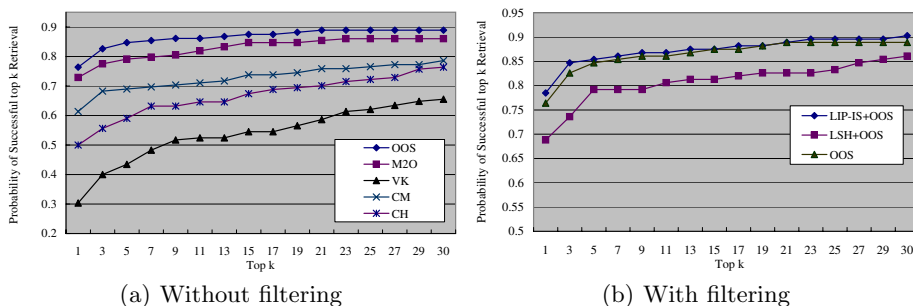 Probability of Successful top k Retrieval
0.9
0.8
0.7
0.6
0.5
0.4
0.3
0.2
1 3 5 7 9 11 13 15 17 19 21 23 25 27 29 30
Top k
OOS
M2O
VK
CM
CH
(a) Without filtering
Probability of Successful top k Retrieval
0.95
0.9
0.85
0.8
0.75
0.7
0.65
0.6
0.55
0.5
1 3 5 7 9 11 13 15 17 19 21 23 25 27 29 30
Top k
LIP-IS+OOS
LSH+OOS
OOS
(b) With filtering